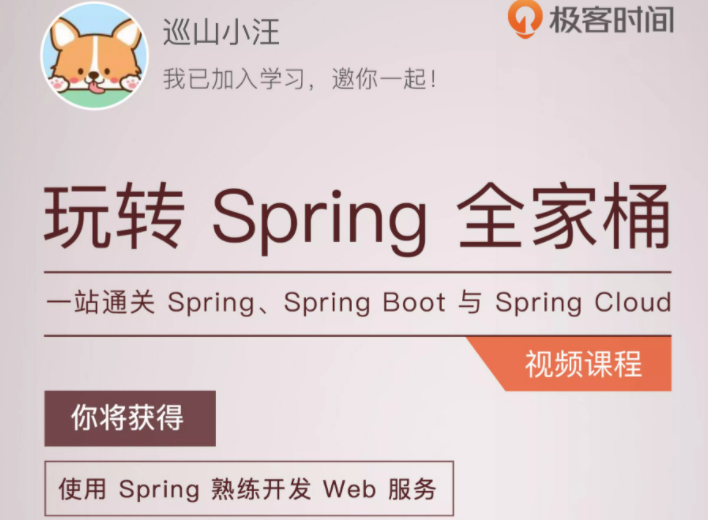 巡山小汪
极客时间
我已加入学习，邀你一起！
玩转 Spring 全家桶
一站通关 Spring、Spring Boot 与 Spring Cloud
视频课程
你将获得
使用 Spring 熟练开发 Web 服务